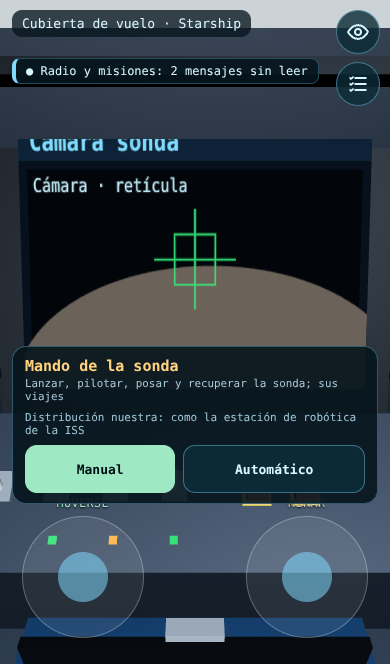 Cubierta de vuelo · Starship
● Radio y misiones: 2 mensajes sin leer
Cámara sonda
Cámara · retícula
Mando de la sonda
Lanzar, pilotar, posar y recuperar la sonda; sus
viajes
Distribución nuestra: como la estación de robótica
de la ISS
Manual
Automático
MOVERSE
MIRAR